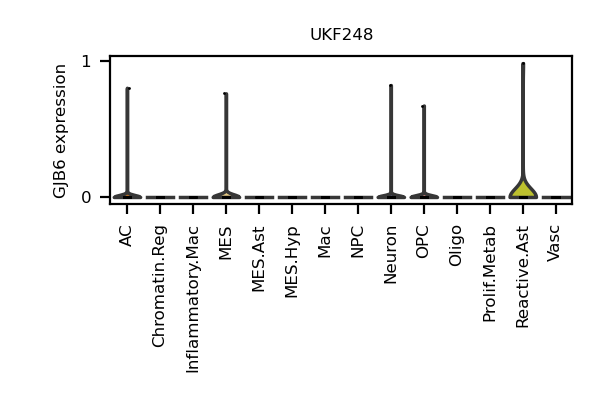 UKF248
GJB6 expression
1
0
AC
Chromatin.Reg
Inflammatory.Mac
MES
MES.Ast
MES.Hyp
Mac
NPC
Neuron
OPC
Oligo
Prolif.Metab
Reactive.Ast
Vasc